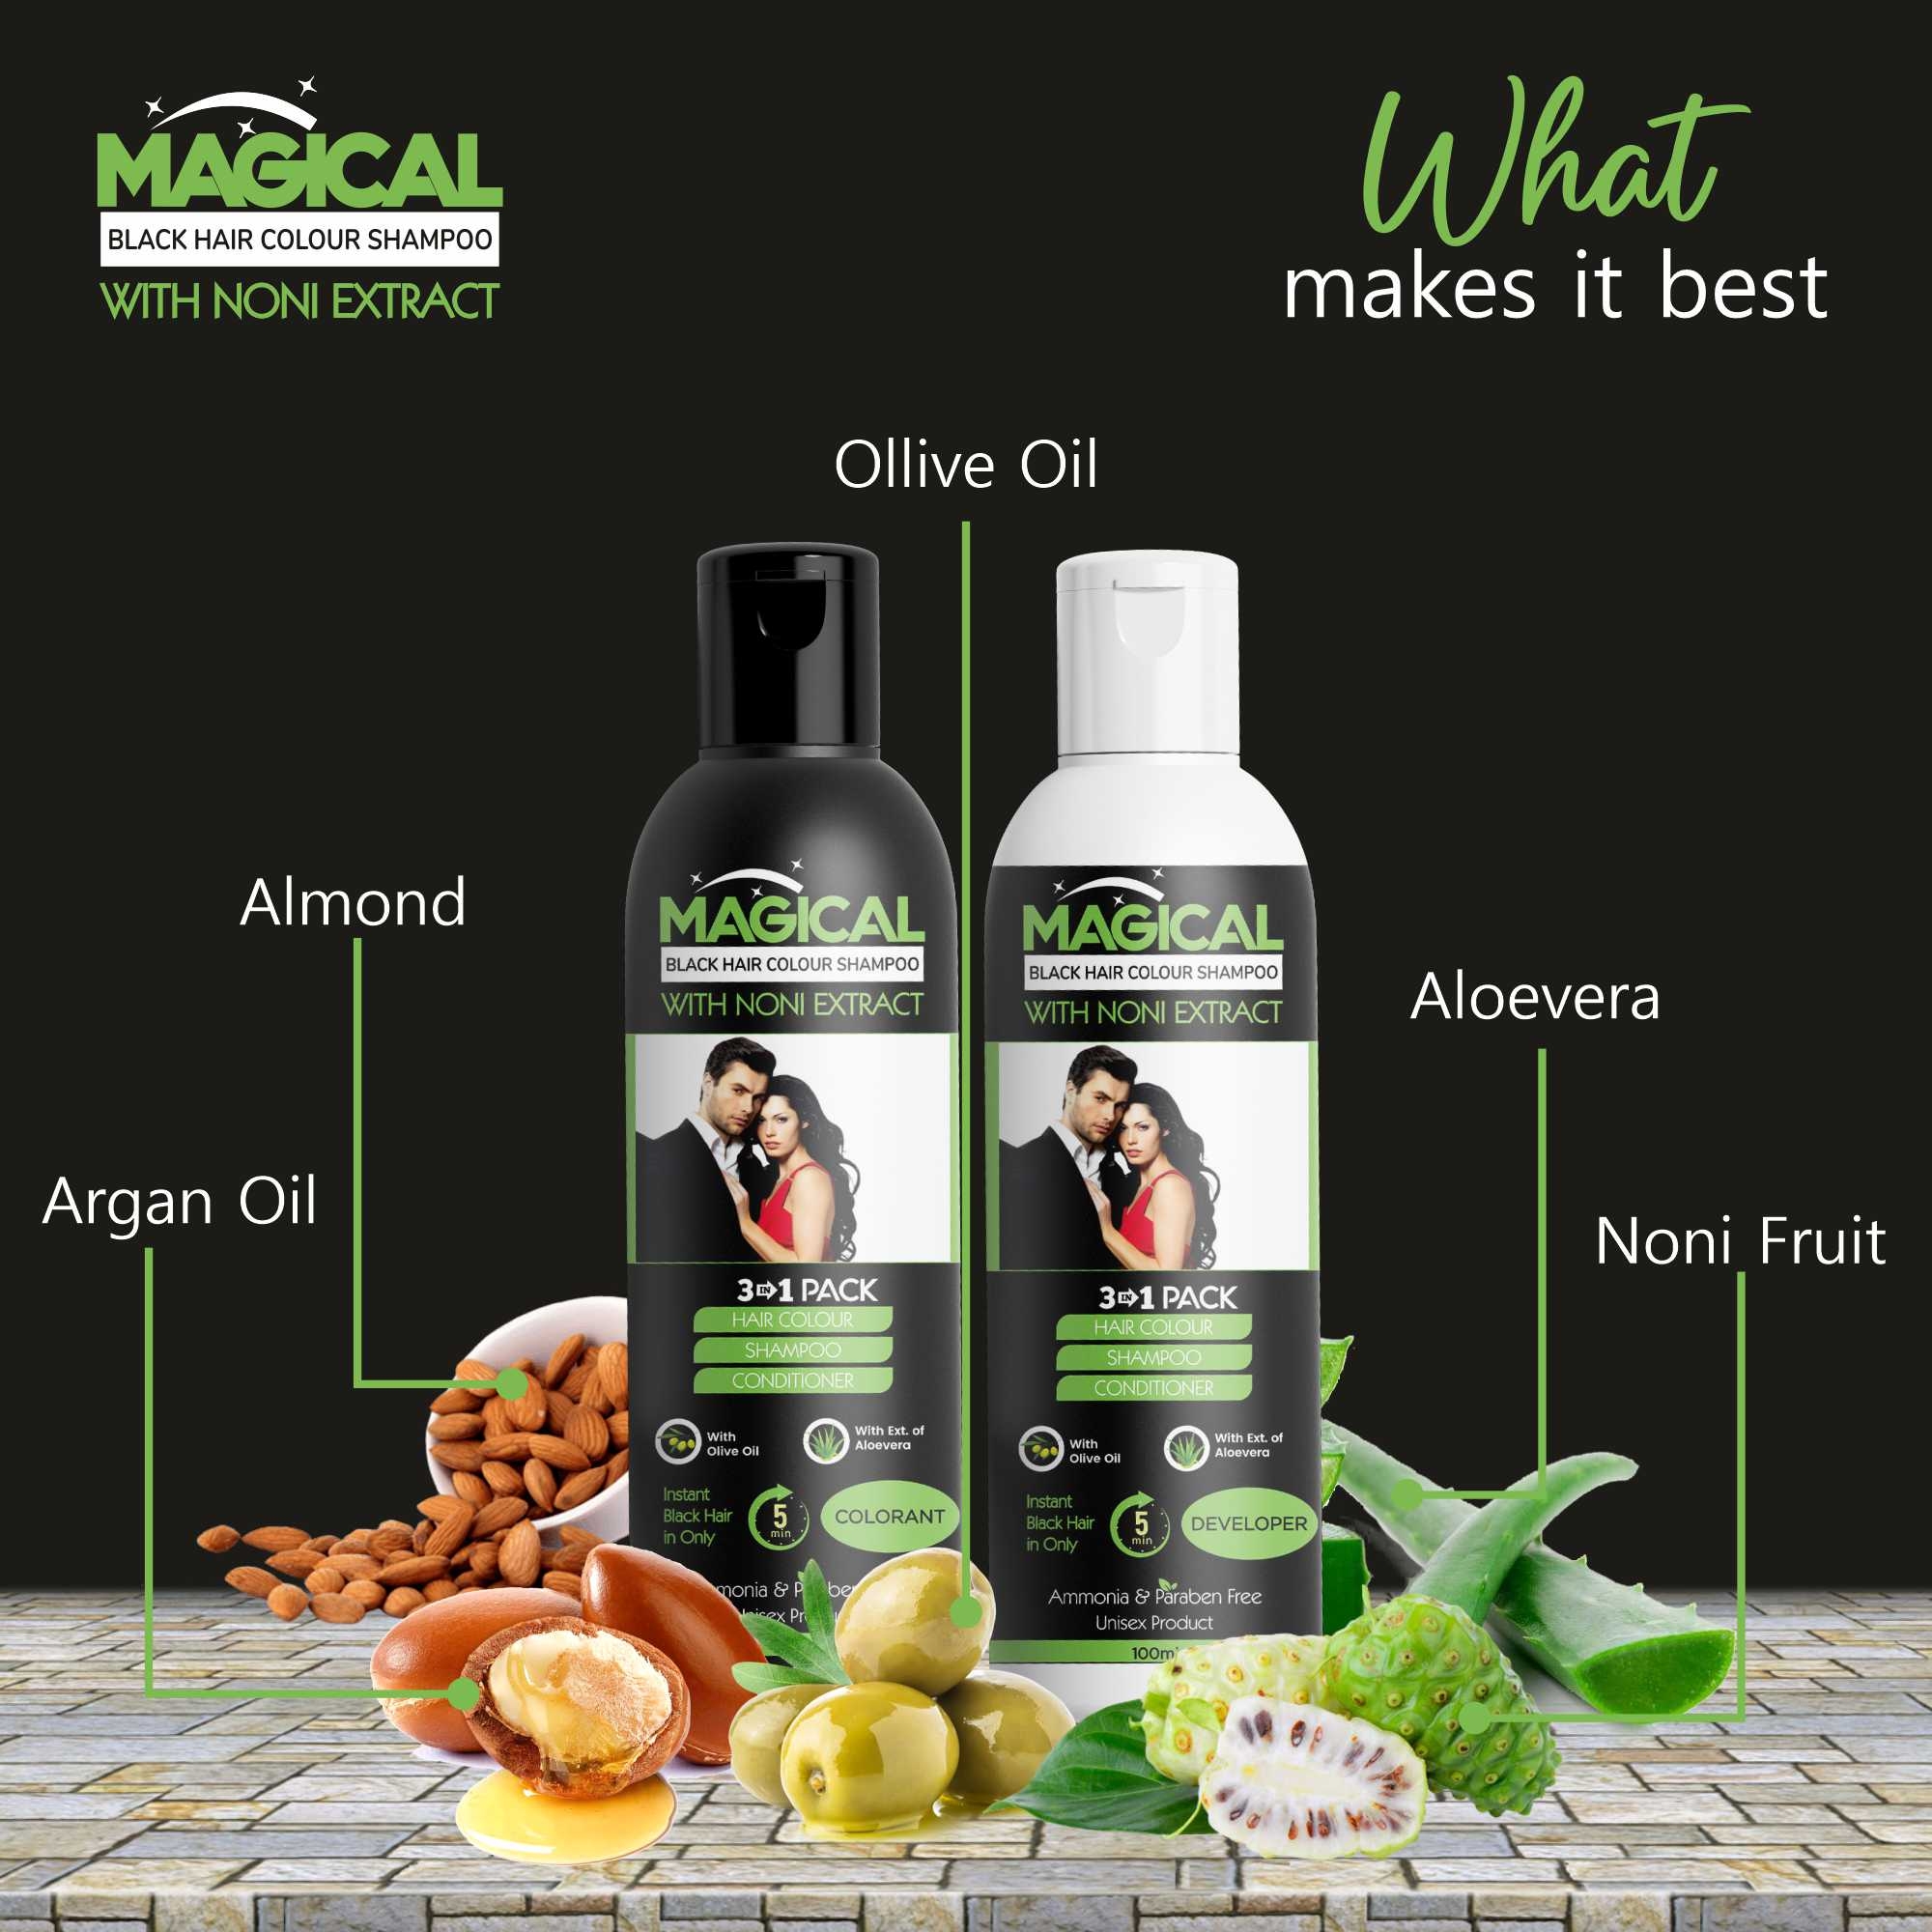 MAGICAL
BLACK HAIR COLOUR SHAMPOO
WITH NONI EXTRACT
What
makes it best
Ollive Oil
Almond
Aloevera
Argan Oil
Noni Fruit
MAGICAL
BLACK HAIR COLOUR SHAMPOO
WITH NONI EXTRACT
3 IN 1 PACK
HAIR COLOUR
SHAMPOO
CONDITIONER
With
Olive Oil
With Ext. of
Aloevera
Instant
Black Hair
in Only
5
min
COLORANT
MAGICAL
BLACK HAIR COLOUR SHAMPOO
WITH NONI EXTRACT
3 IN 1 PACK
HAIR COLOUR
SHAMPOO
CONDITIONER
With
Olive Oil
With Ext. of
Aloevera
Instant
Black Hair
in Only
5
min
DEVELOPER
Ammonia & Paraben Free
Unisex Product